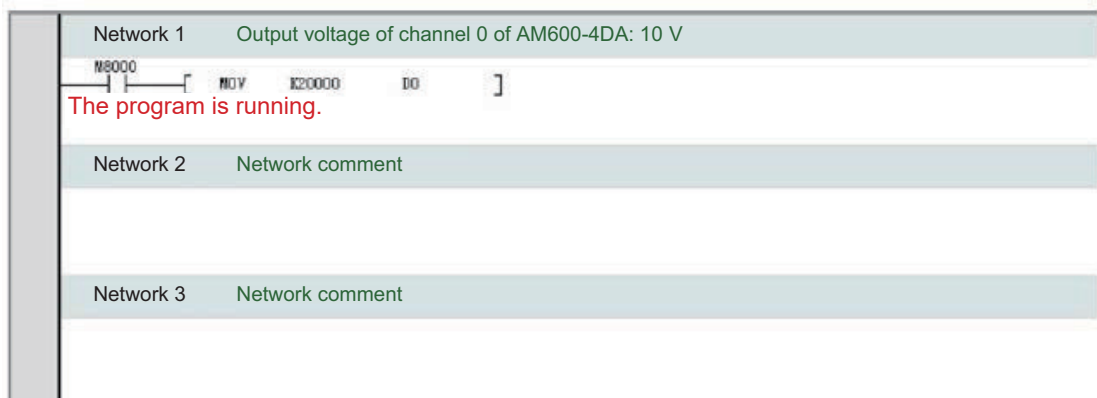 Network 1 Output voltage of channel 0 of AM600-4DA: 10 V
M8000
[ MOV K20000 D0 ]
The program is running.
Network 2 Network comment
Network 3 Network comment